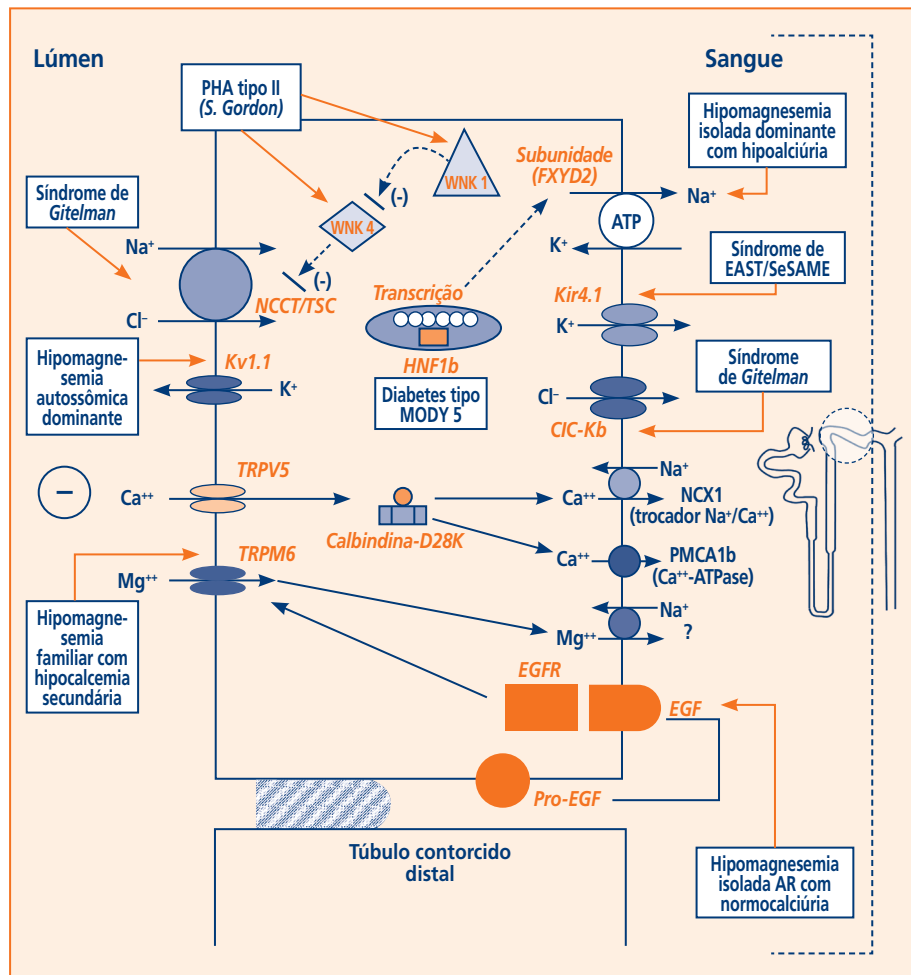 Lúmen
Sangue
PHA tipo II
(S. Gordon)
Hipomagnesemia
isolada dominante
com hipoalciúria
Síndrome de
Gitelman
WNK 1
(-)
WNK 4
(-)
Subunidade
(FXYD2)
Na⁺
ATP
K⁺
Na⁺
Cl⁻
NCCT/TSC
Transcrição
HNF1b
Diabetes tipo
MODY 5
Síndrome de
EAST/SeSAME
Kir4.1
K⁺
Hipomagne-
semia
autossômica
dominante
Kv1.1
K⁺
Síndrome
de Gitelman
Cl⁻
ClC-Kb
–
TRPV5
Ca⁺⁺
Calbindina-D28K
Na⁺
Ca⁺⁺
NCX1
(trocador Na⁺/Ca⁺⁺)
Ca⁺⁺
PMCA1b
(Ca⁺⁺-ATPase)
TRPM6
Mg⁺⁺
Na⁺
Mg⁺⁺
?
Hipomagne-
semia
familiar com
hipocalcemia
secundária
EGFR
EGF
Pro-EGF
Túbulo contorcido
distal
Hipomagnesemia
isolada AR com
normocalciúria